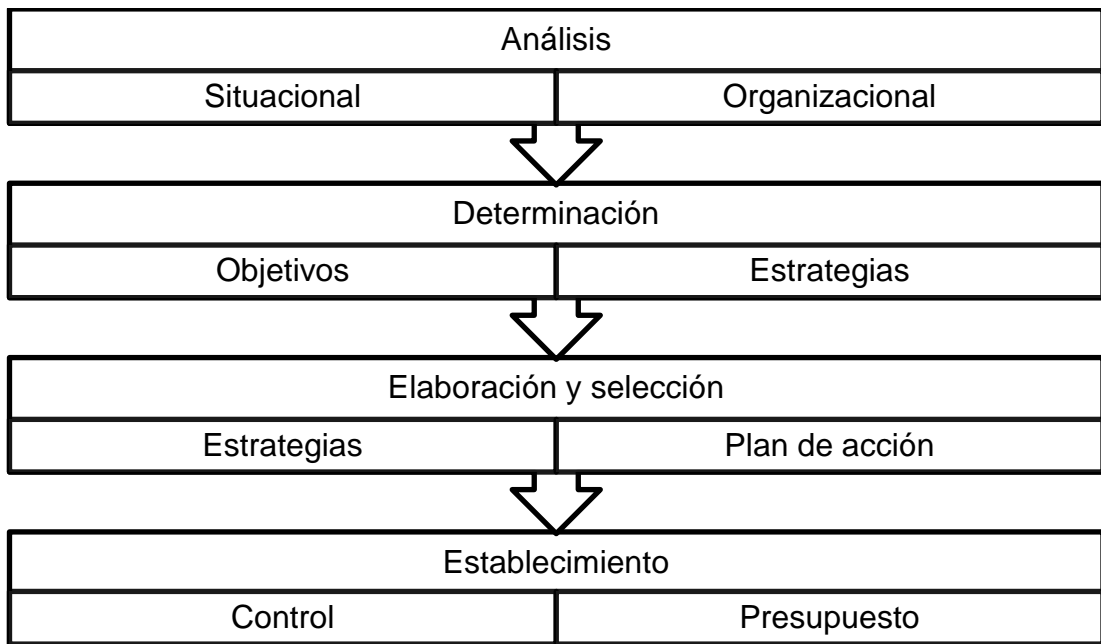 Análisis
Situacional Organizacional
Determinación
Objetivos Estrategias
Elaboración y selección
Estrategias Plan de acción
Establecimiento
Control Presupuesto